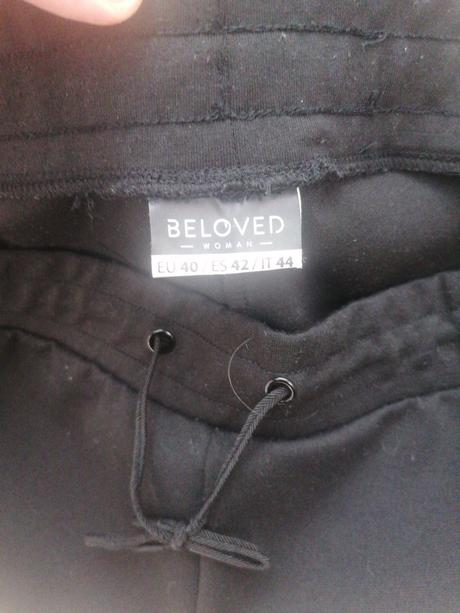 BELOVED
— WOMAN —
EU 40 / ES 42 / IT 44